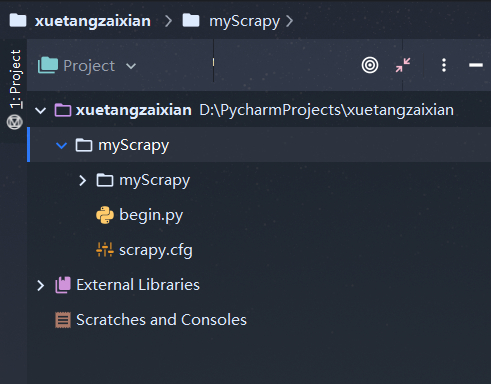 xuetangzaixian myScrapy
1: Project
Project
xuetangzaixian D:\PycharmProjects\xuetangzaixian
myScrapy
myScrapy
begin.py
scrapy.cfg
External Libraries
Scratches and Consoles